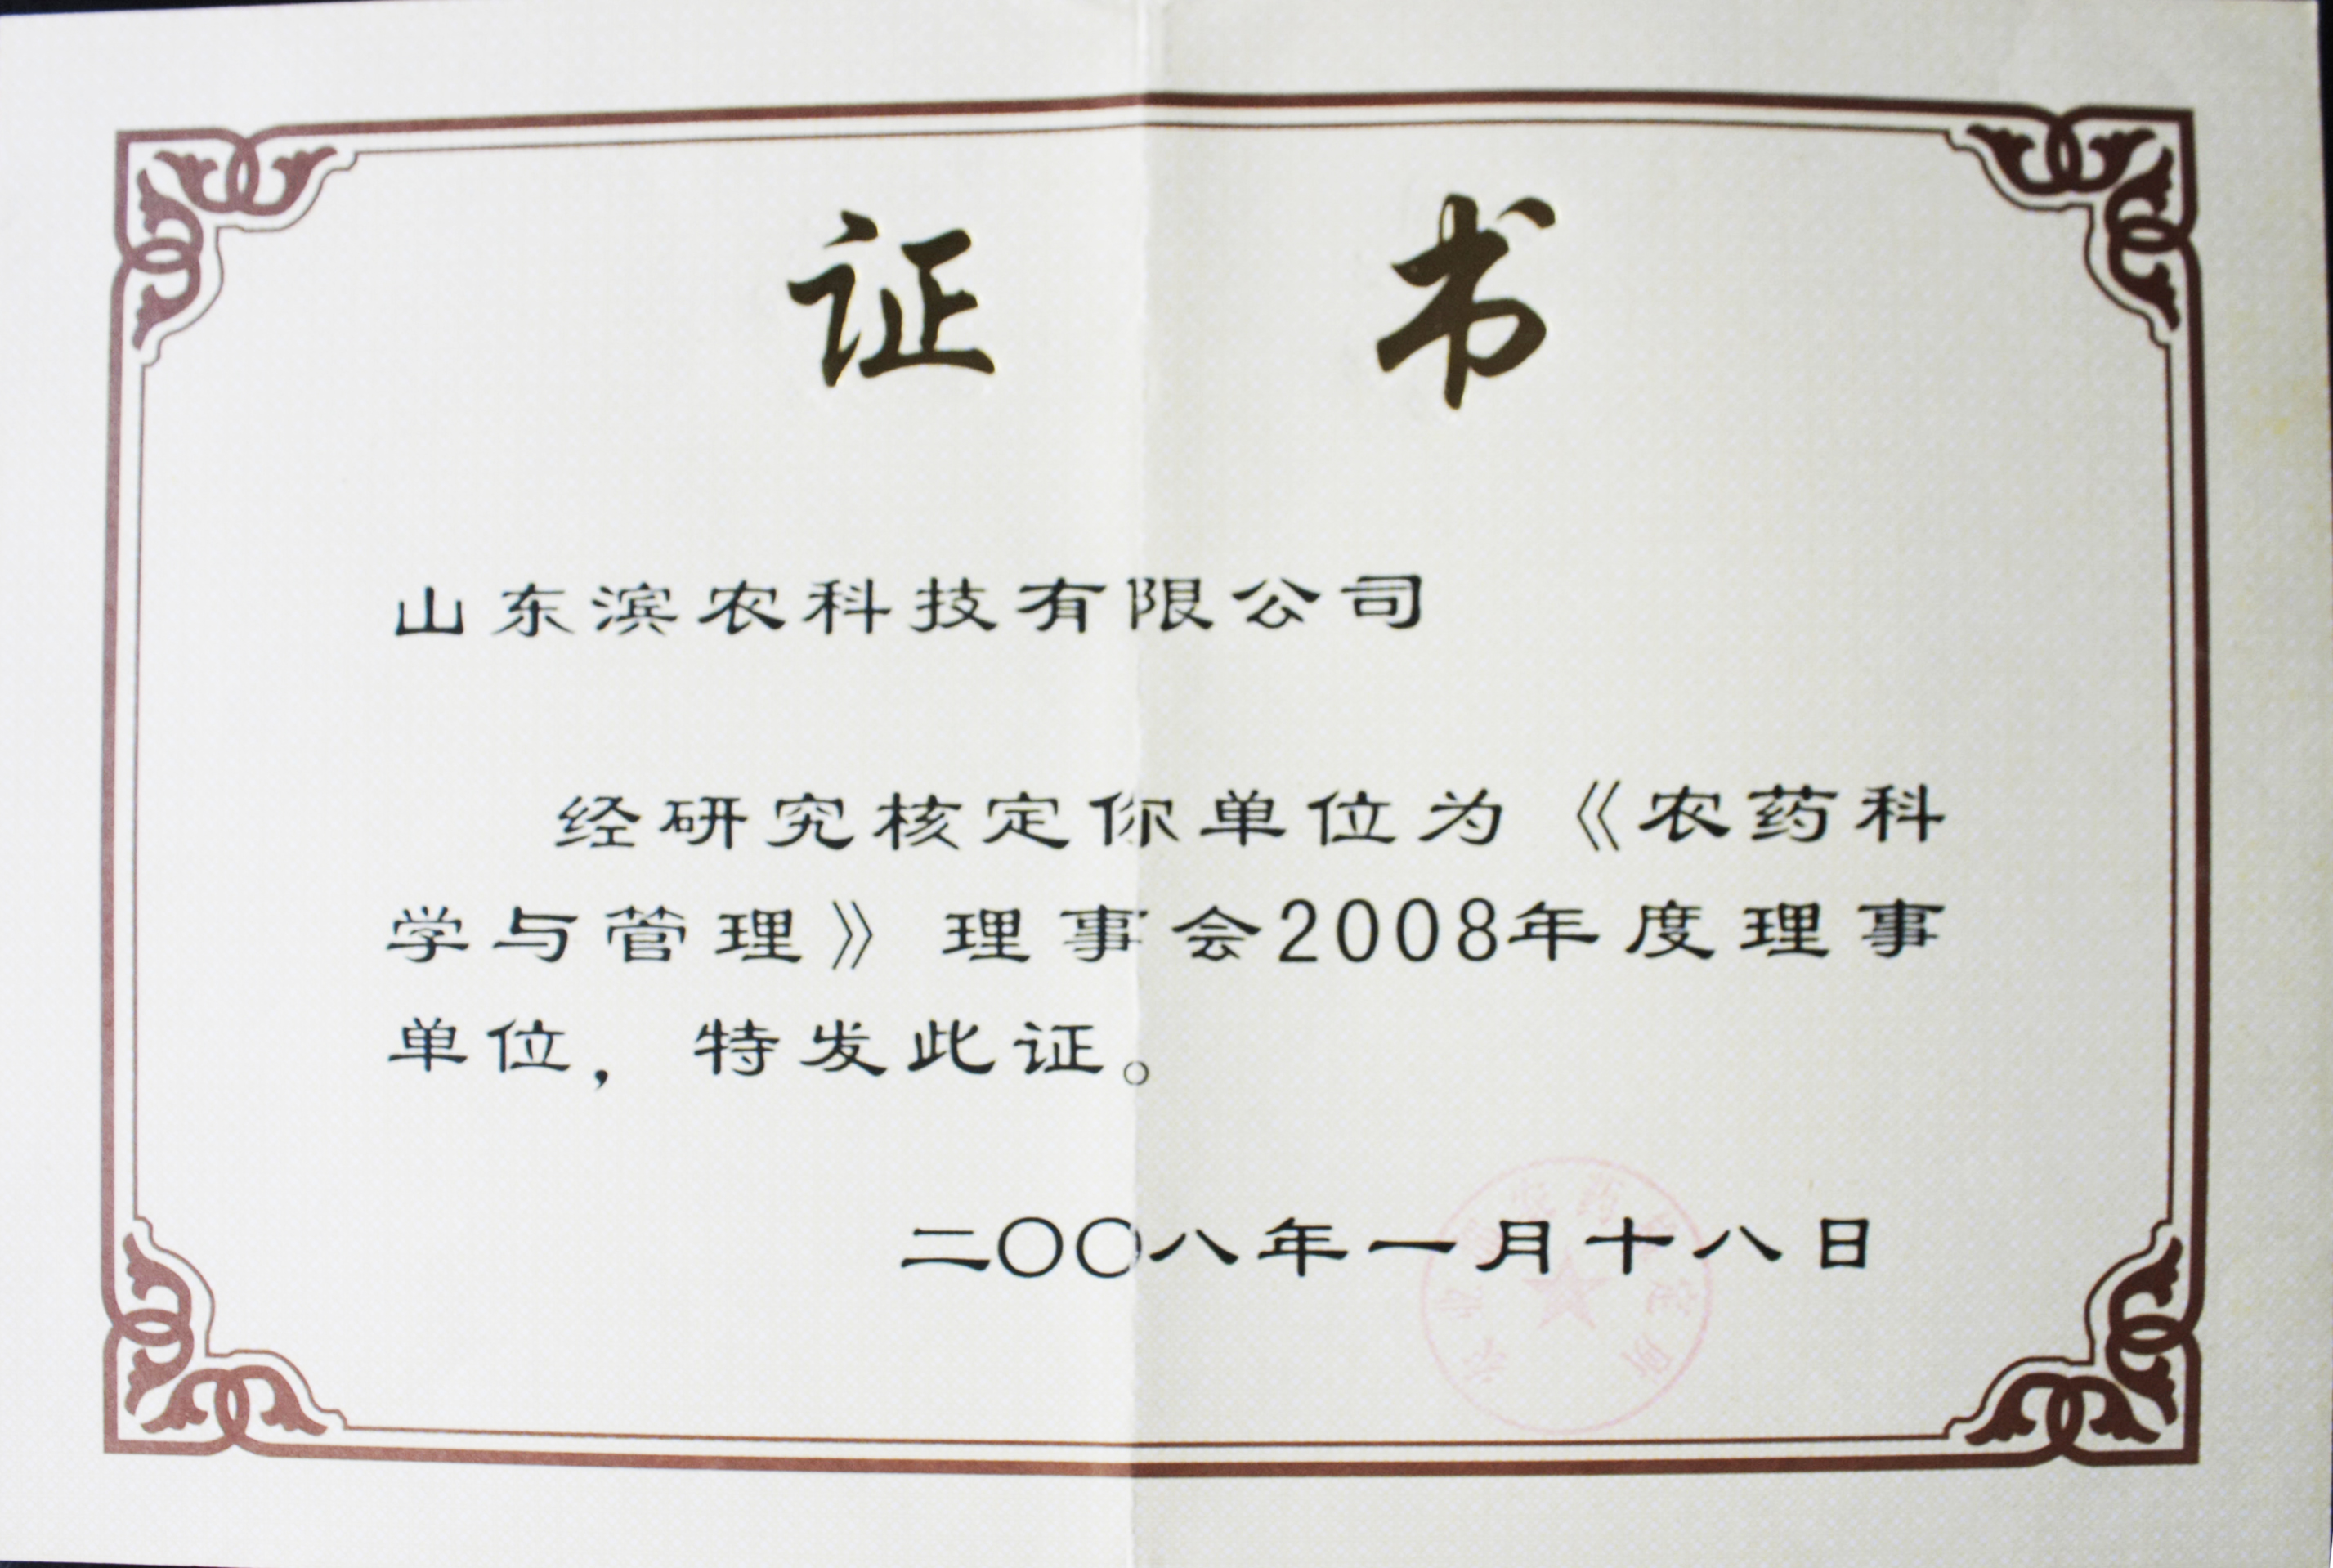 证书
山东滨农科技有限公司
经研究核定你单位为《农药科
学与管理》理事会2008年度理事
单位，特发此证。
二〇〇八年一月十八日